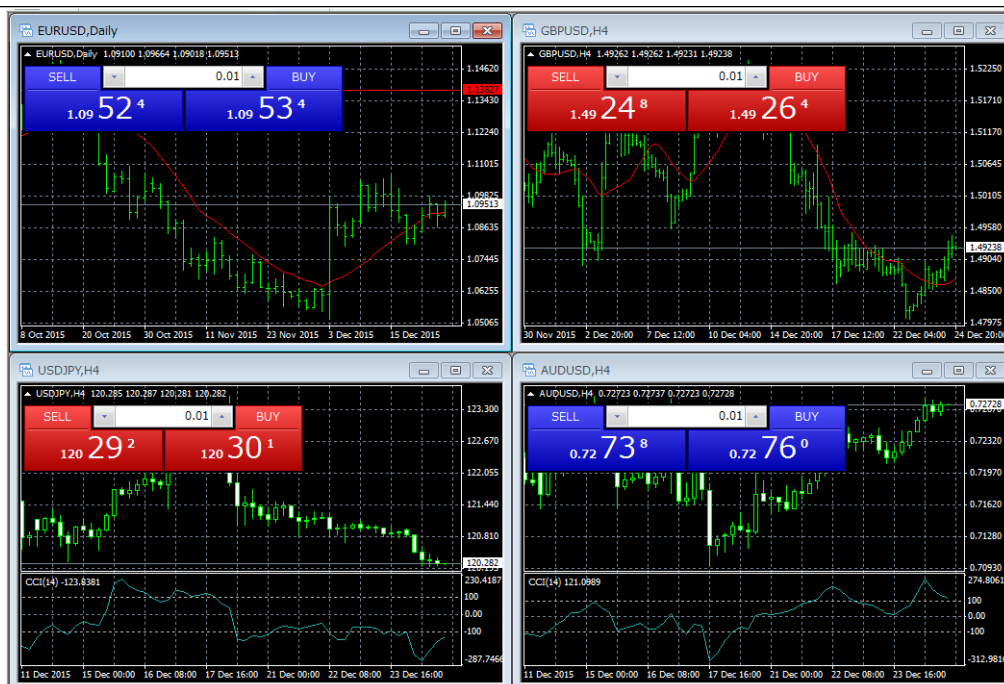 EURUSD,Daily
EURUSD,Daily 1.09100 1.09664 1.09018 1.09513
SELL 0.01 BUY
1.09 52 4 1.09 53 4
1.14620
1.13827
1.13430
1.12240
1.11015
1.09825
1.09513
1.08635
1.07445
1.06255
1.05065
8 Oct 2015 20 Oct 2015 30 Oct 2015 11 Nov 2015 23 Nov 2015 3 Dec 2015 15 Dec 2015
GBPUSD,H4
GBPUSD,H4 1.49262 1.49262 1.49231 1.49238
SELL 0.01 BUY
1.49 24 8 1.49 26 4
1.52250
1.51710
1.51170
1.50645
1.50105
1.49580
1.49238
1.49040
1.48500
1.47975
30 Nov 2015 2 Dec 20:00 7 Dec 12:00 10 Dec 04:00 14 Dec 20:00 17 Dec 12:00 22 Dec 04:00 24 Dec 20:00
USDJPY,H4
USDJPY,H4 120.285 120.287 120.281 120.282
SELL 0.01 BUY
120 29 2 120 30 1
123.300
122.670
122.055
121.440
120.810
120.282
CCI(14) -123.8381
230.4187
100
0.00
-100
-287.7466
11 Dec 2015 15 Dec 00:00 16 Dec 08:00 17 Dec 16:00 21 Dec 00:00 22 Dec 08:00 23 Dec 16:00
AUDUSD,H4
AUDUSD,H4 0.72723 0.72737 0.72723 0.72728
SELL 0.01 BUY
0.72 73 8 0.72 76 0
0.72728
0.72320
0.71970
0.71620
0.71280
0.70930
CCI(14) 121.0989
274.8061
100
0.00
-100
-312.9816
11 Dec 2015 15 Dec 00:00 16 Dec 08:00 17 Dec 16:00 21 Dec 00:00 22 Dec 08:00 23 Dec 16:00